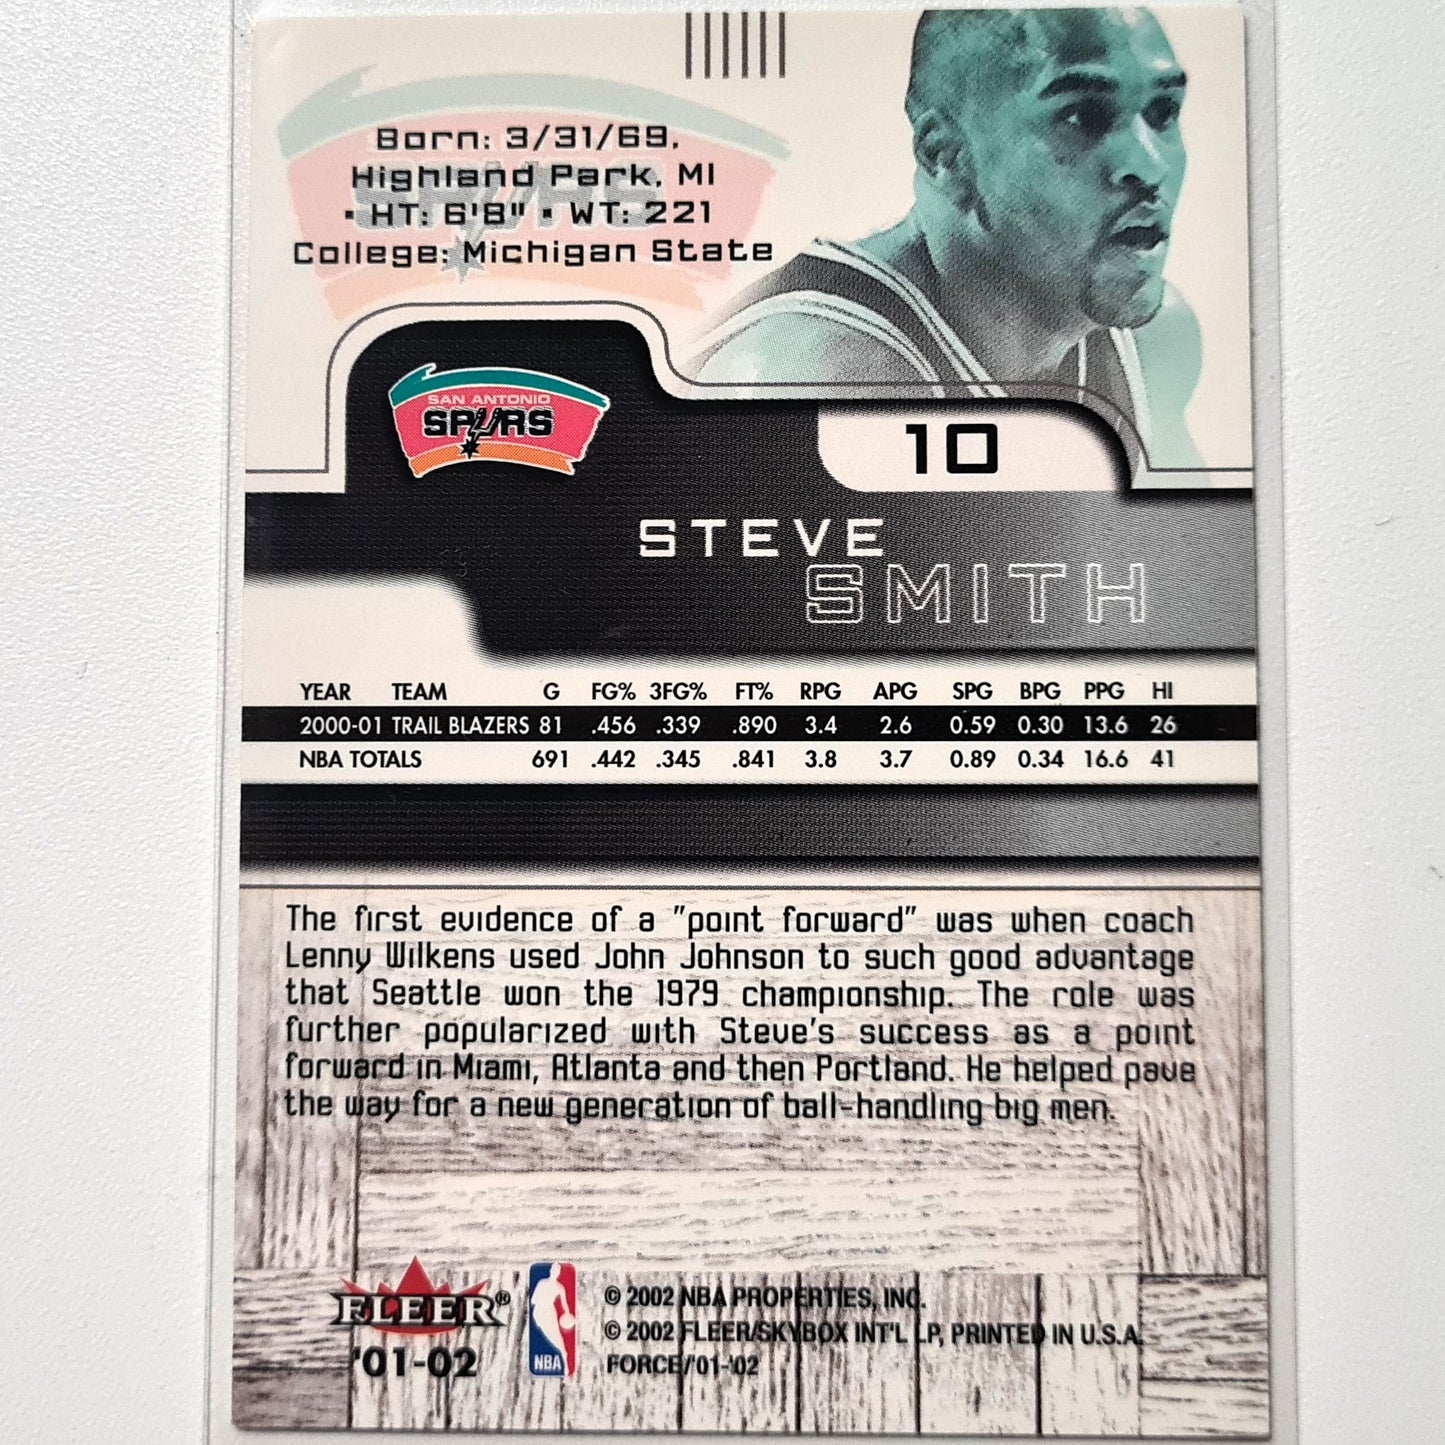 Born: 3/31/69,
Highland Park, MI
▪ HT: 6'8" ▪ WT: 221
College: Michigan State
SAN ANTONIO
SPURS
10
STEVE
SMITH
YEAR TEAM G FG% 3FG% FT% RPG APG SPG BPG PPG HI
2000-01 TRAIL BLAZERS 81 .456 .339 .890 3.4 2.6 0.59 0.30 13.6 26
NBA TOTALS 691 .442 .345 .841 3.8 3.7 0.89 0.34 16.6 41
The first evidence of a "point forward" was when coach
Lenny Wilkens used John Johnson to such good advantage
that Seattle won the 1979 championship. The role was
further popularized with Steve's success as a point
forward in Miami, Atlanta and then Portland. He helped pave
the way for a new generation of ball-handling big men.
FLEER®
'01-02
NBA
© 2002 NBA PROPERTIES, INC.
© 2002 FLEER/SKYBOX INT'L LP, PRINTED IN U.S.A.
FORCE/'01-'02